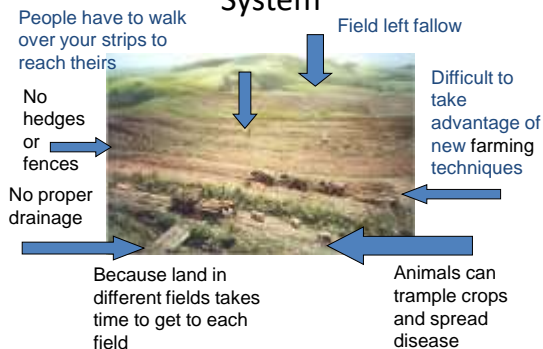 System
People have to walk
over your strips to
reach theirs
Field left fallow
No
hedges
or
fences
Difficult to
take
advantage of
new farming
techniques
No proper
drainage
Because land in
different fields takes
time to get to each
field
Animals can
trample crops
and spread
disease